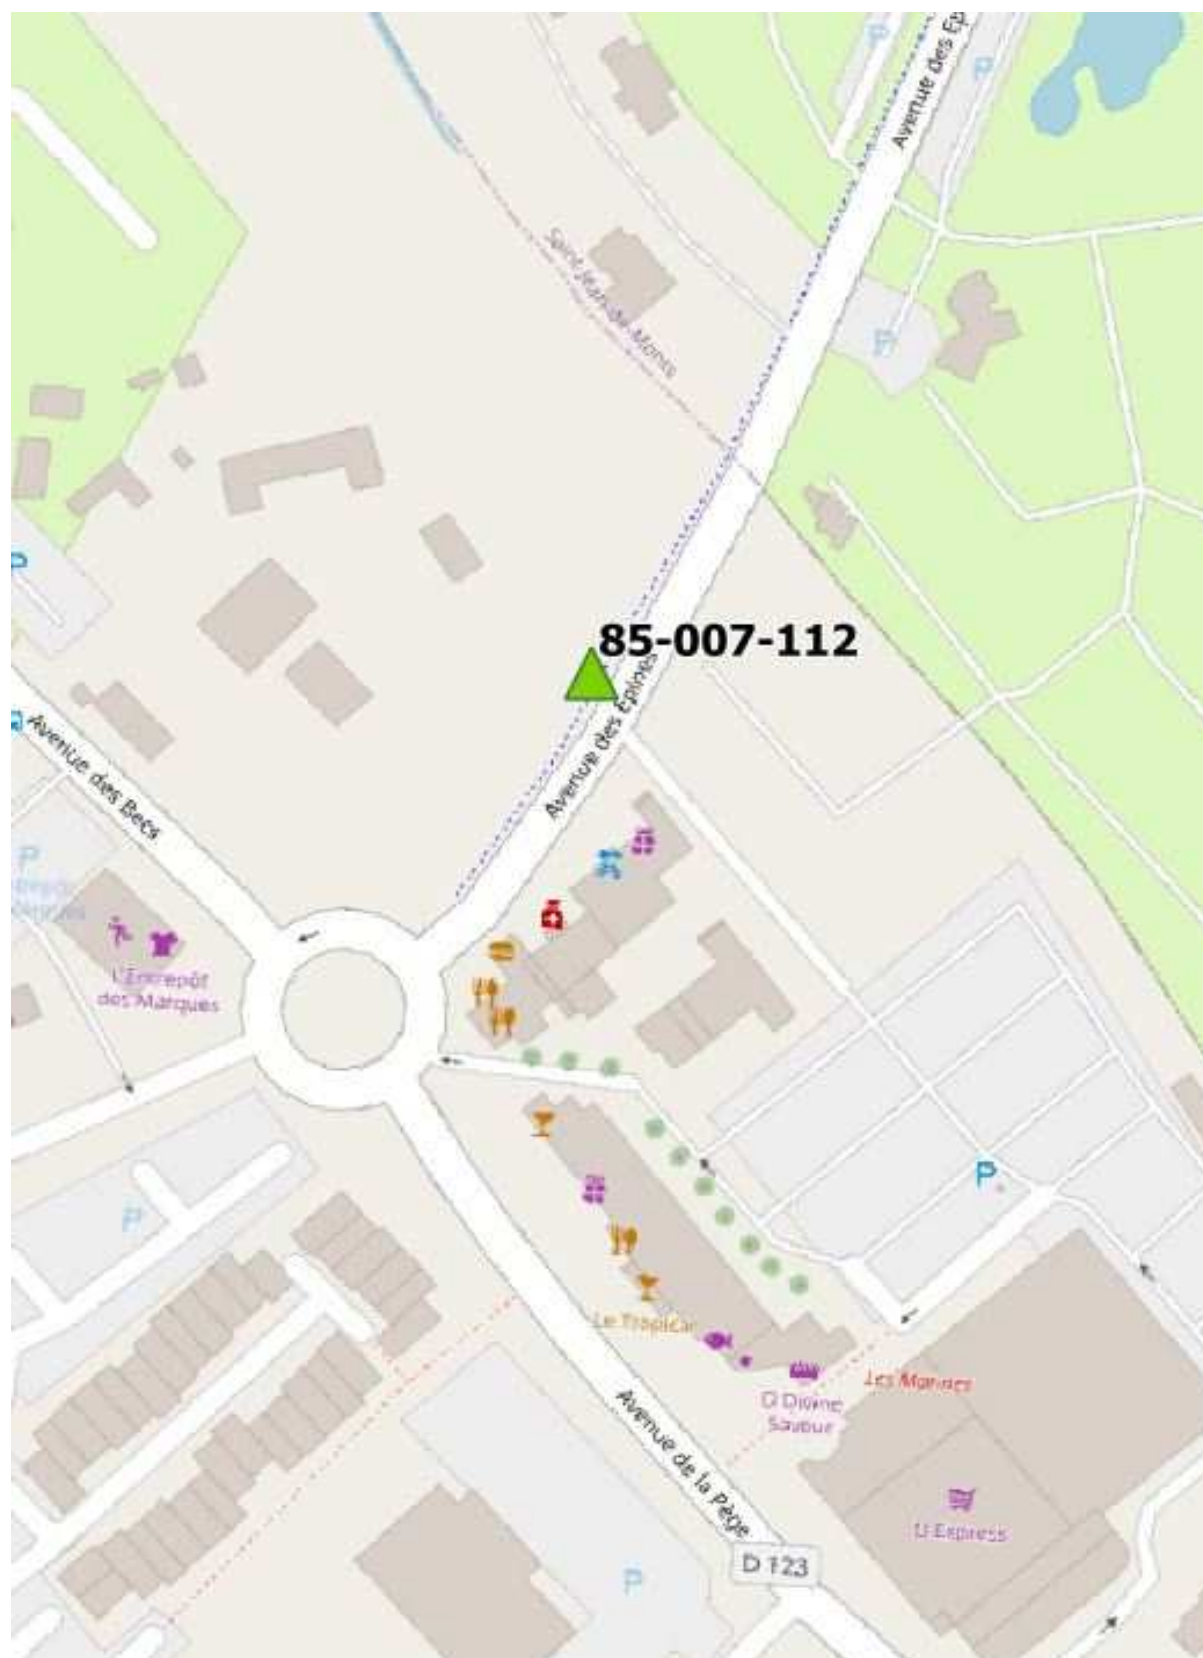 P
Avenue des Ep
P
Saint-Jean-de-Monts
P
P
85-007-112
Avenue des Epines
Avenue des Becs
P
L'Entrepôt
des Marques
P
P
Le Tropical
Les Marines
D Divine
Saveur
Avenue de la Pège
U Express
D 123
P